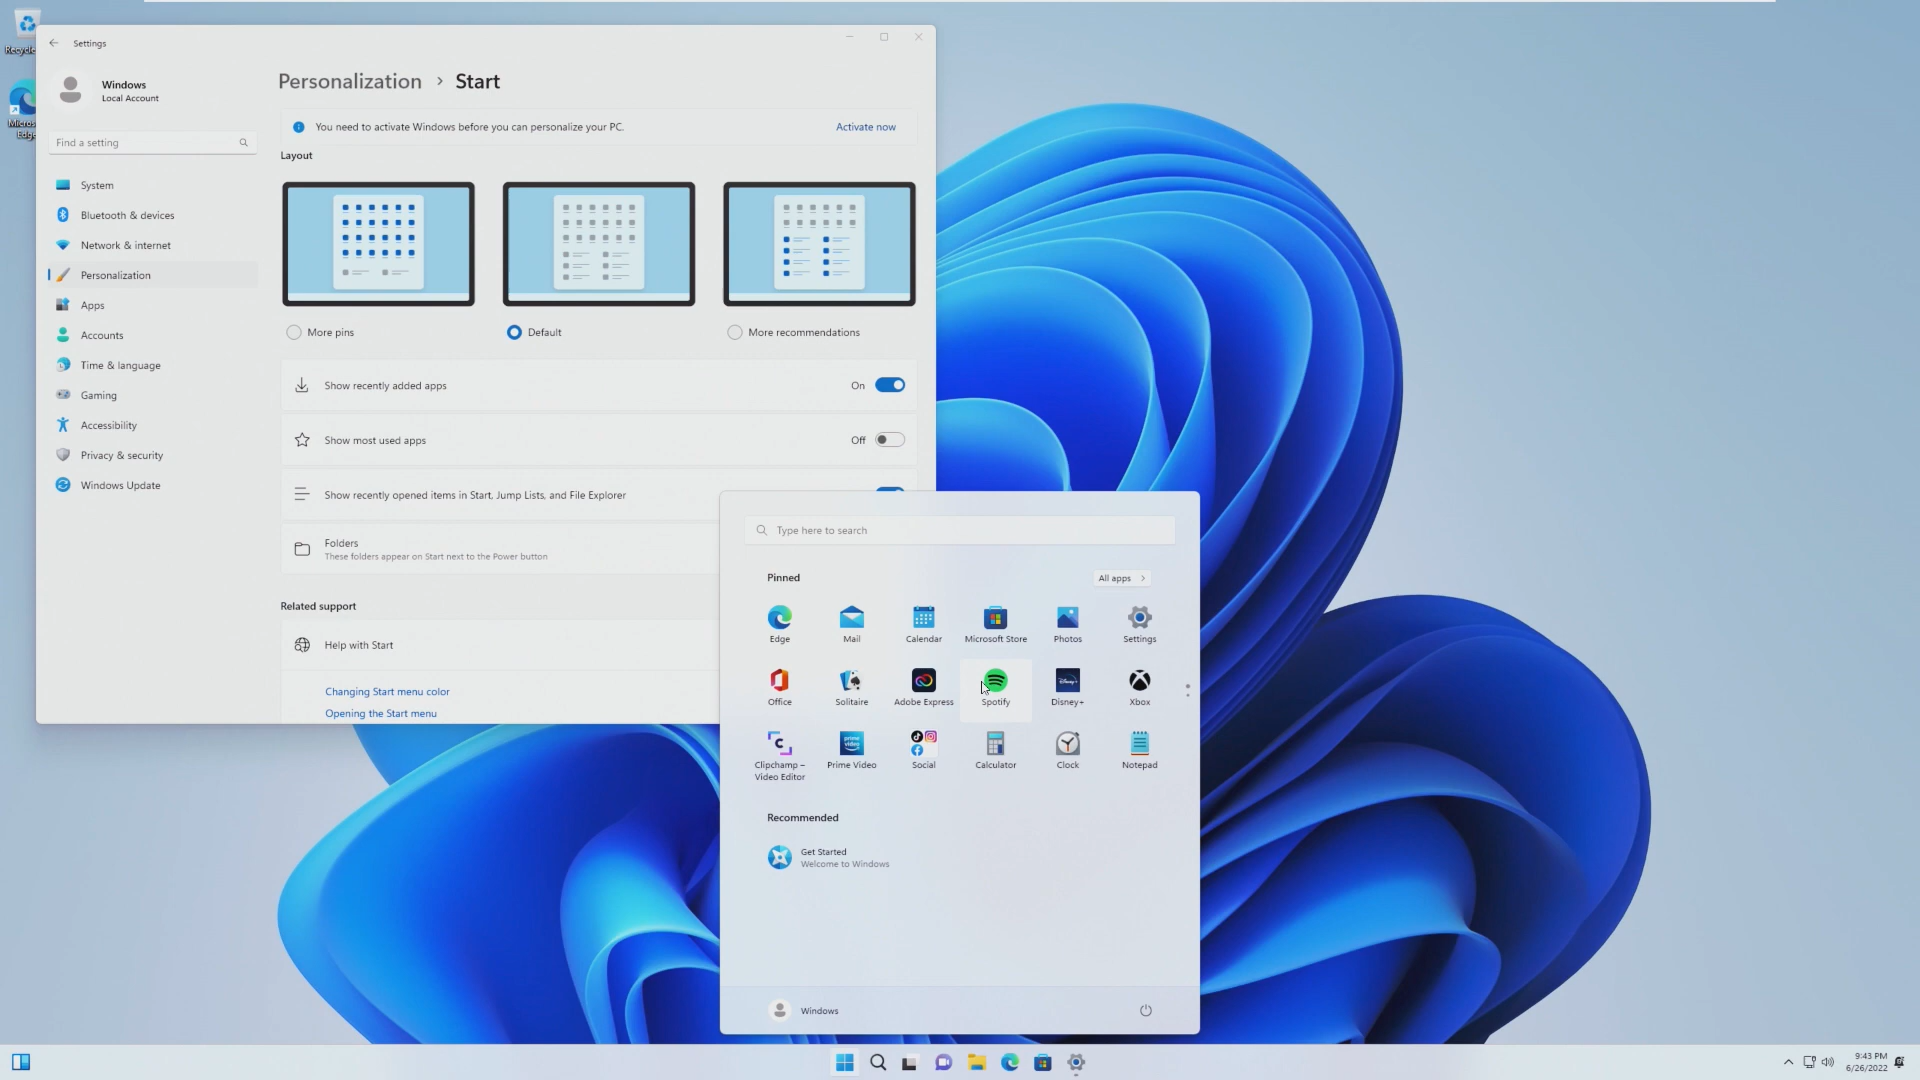 Recycle
Micros
Edge
Settings
Windows
Local Account
Find a setting
System
Bluetooth & devices
Network & internet
Personalization
Apps
Accounts
Time & language
Gaming
Accessibility
Privacy & security
Windows Update
Personalization › Start
You need to activate Windows before you can personalize your PC.
Activate now
Layout
More pins
Default
More recommendations
Show recently added apps
On
Show most used apps
Off
Show recently opened items in Start, Jump Lists, and File Explorer
Folders
These folders appear on Start next to the Power button
Related support
Help with Start
Changing Start menu color
Opening the Start menu
Type here to search
Pinned
All apps
Edge
Mail
Calendar
Microsoft Store
Photos
Settings
Office
Solitaire
Adobe Express
Spotify
Disney+
Xbox
Clipchamp –
Video Editor
prime
video
Prime Video
Social
Calculator
Clock
Notepad
Recommended
Get Started
Welcome to Windows
Windows
9:43 PM
6/26/2022